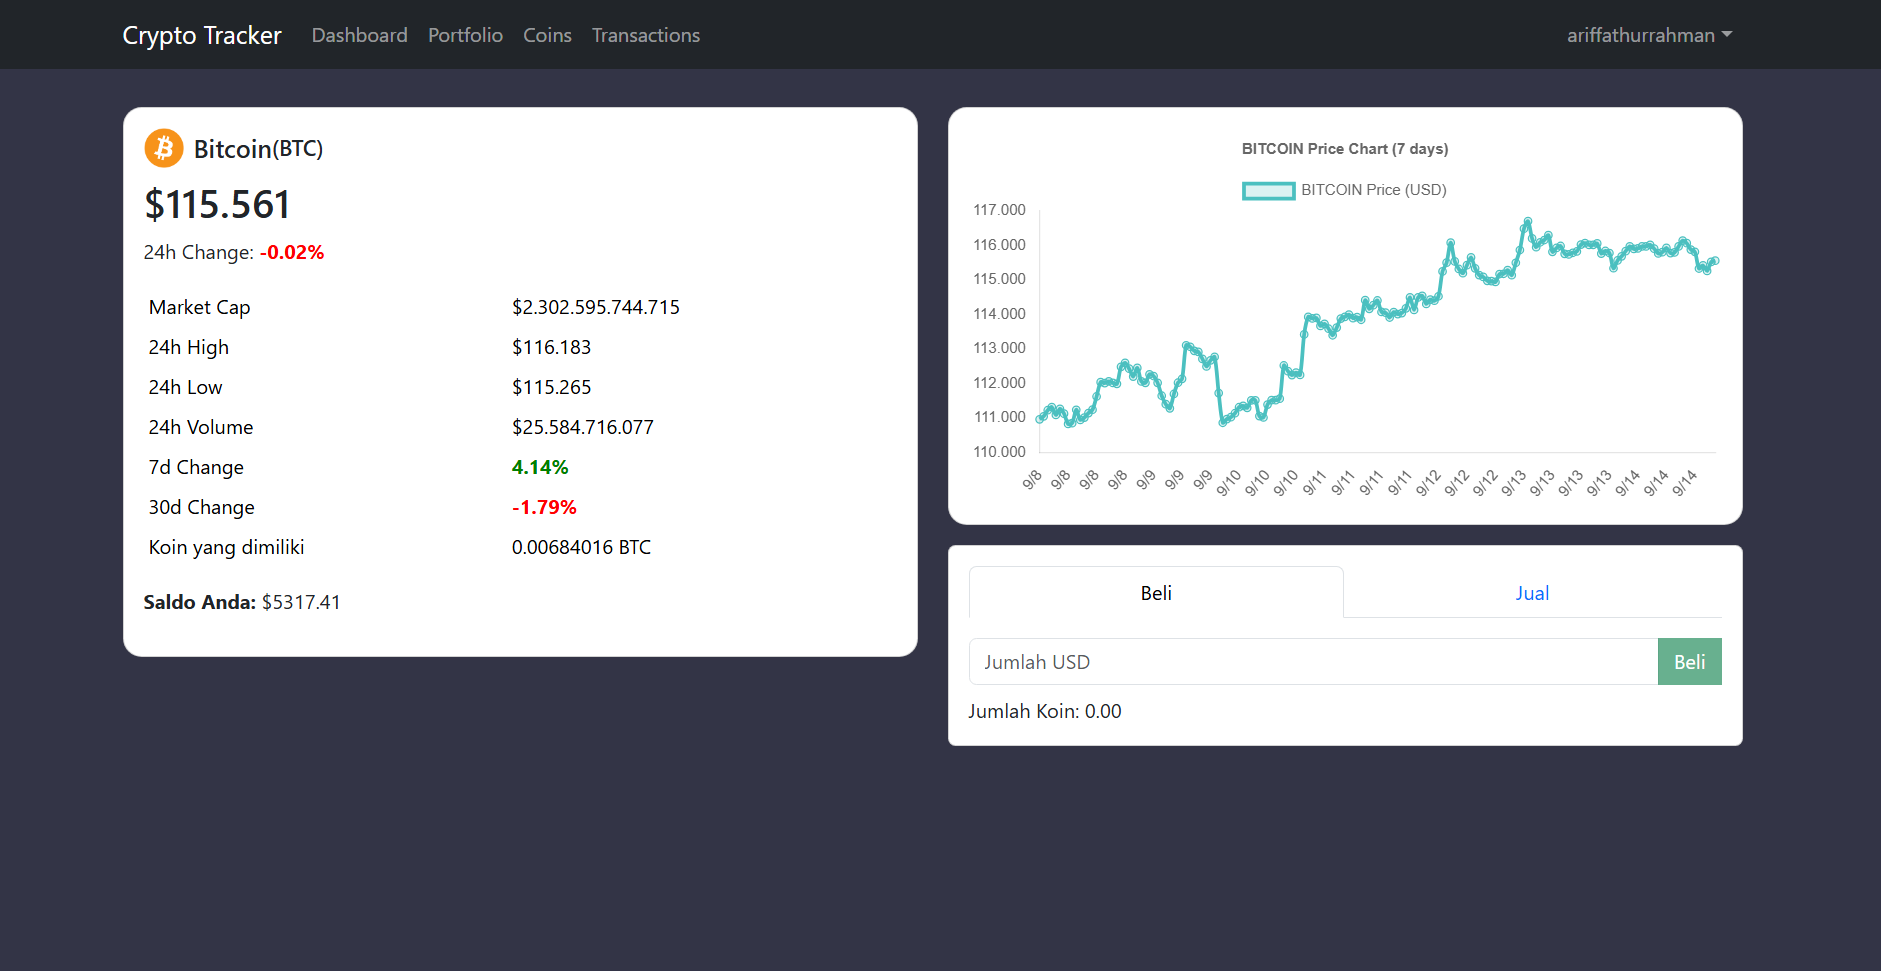 Crypto Tracker Dashboard Portfolio Coins Transactions ariffathurrahman
Bitcoin(BTC)
$115.561
24h Change: -0.02%
Market Cap $2.302.595.744.715
24h High $116.183
24h Low $115.265
24h Volume $25.584.716.077
7d Change 4.14%
30d Change -1.79%
Koin yang dimiliki 0.00684016 BTC
Saldo Anda: $5317.41
BITCOIN Price Chart (7 days)
BITCOIN Price (USD)
117.000
116.000
115.000
114.000
113.000
112.000
111.000
110.000
9/8 9/8 9/8 9/8 9/9 9/9 9/9 9/10 9/10 9/10 9/11 9/11 9/11 9/11 9/12 9/12 9/12 9/13 9/13 9/13 9/13 9/14 9/14 9/14
Beli Jual
Jumlah USD Beli
Jumlah Koin: 0.00